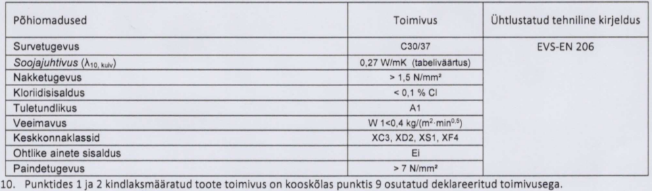 Põhiomadused Toimivus Ühtlustatud tehniline kirjeldus
Survetugevus C30/37 EVS-EN 206
Soojajuhtivus (λ10, kuiv) 0,27 W/mK (tabeliväärtus)
Nakketugevus > 1,5 N/mm²
Kloriidisisaldus < 0,1 % Cl
Tuletundlikus A1
Veeimavus W 1<0,4 kg/(m²·min⁰·⁵)
Keskkonnaklassid XC3, XD2, XS1, XF4
Ohtlike ainete sisaldus Ei
Paindetugevus > 7 N/mm²
10. Punktides 1 ja 2 kindlaksmääratud toote toimivus on kooskõlas punktis 9 osutatud deklareeritud toimivusega.